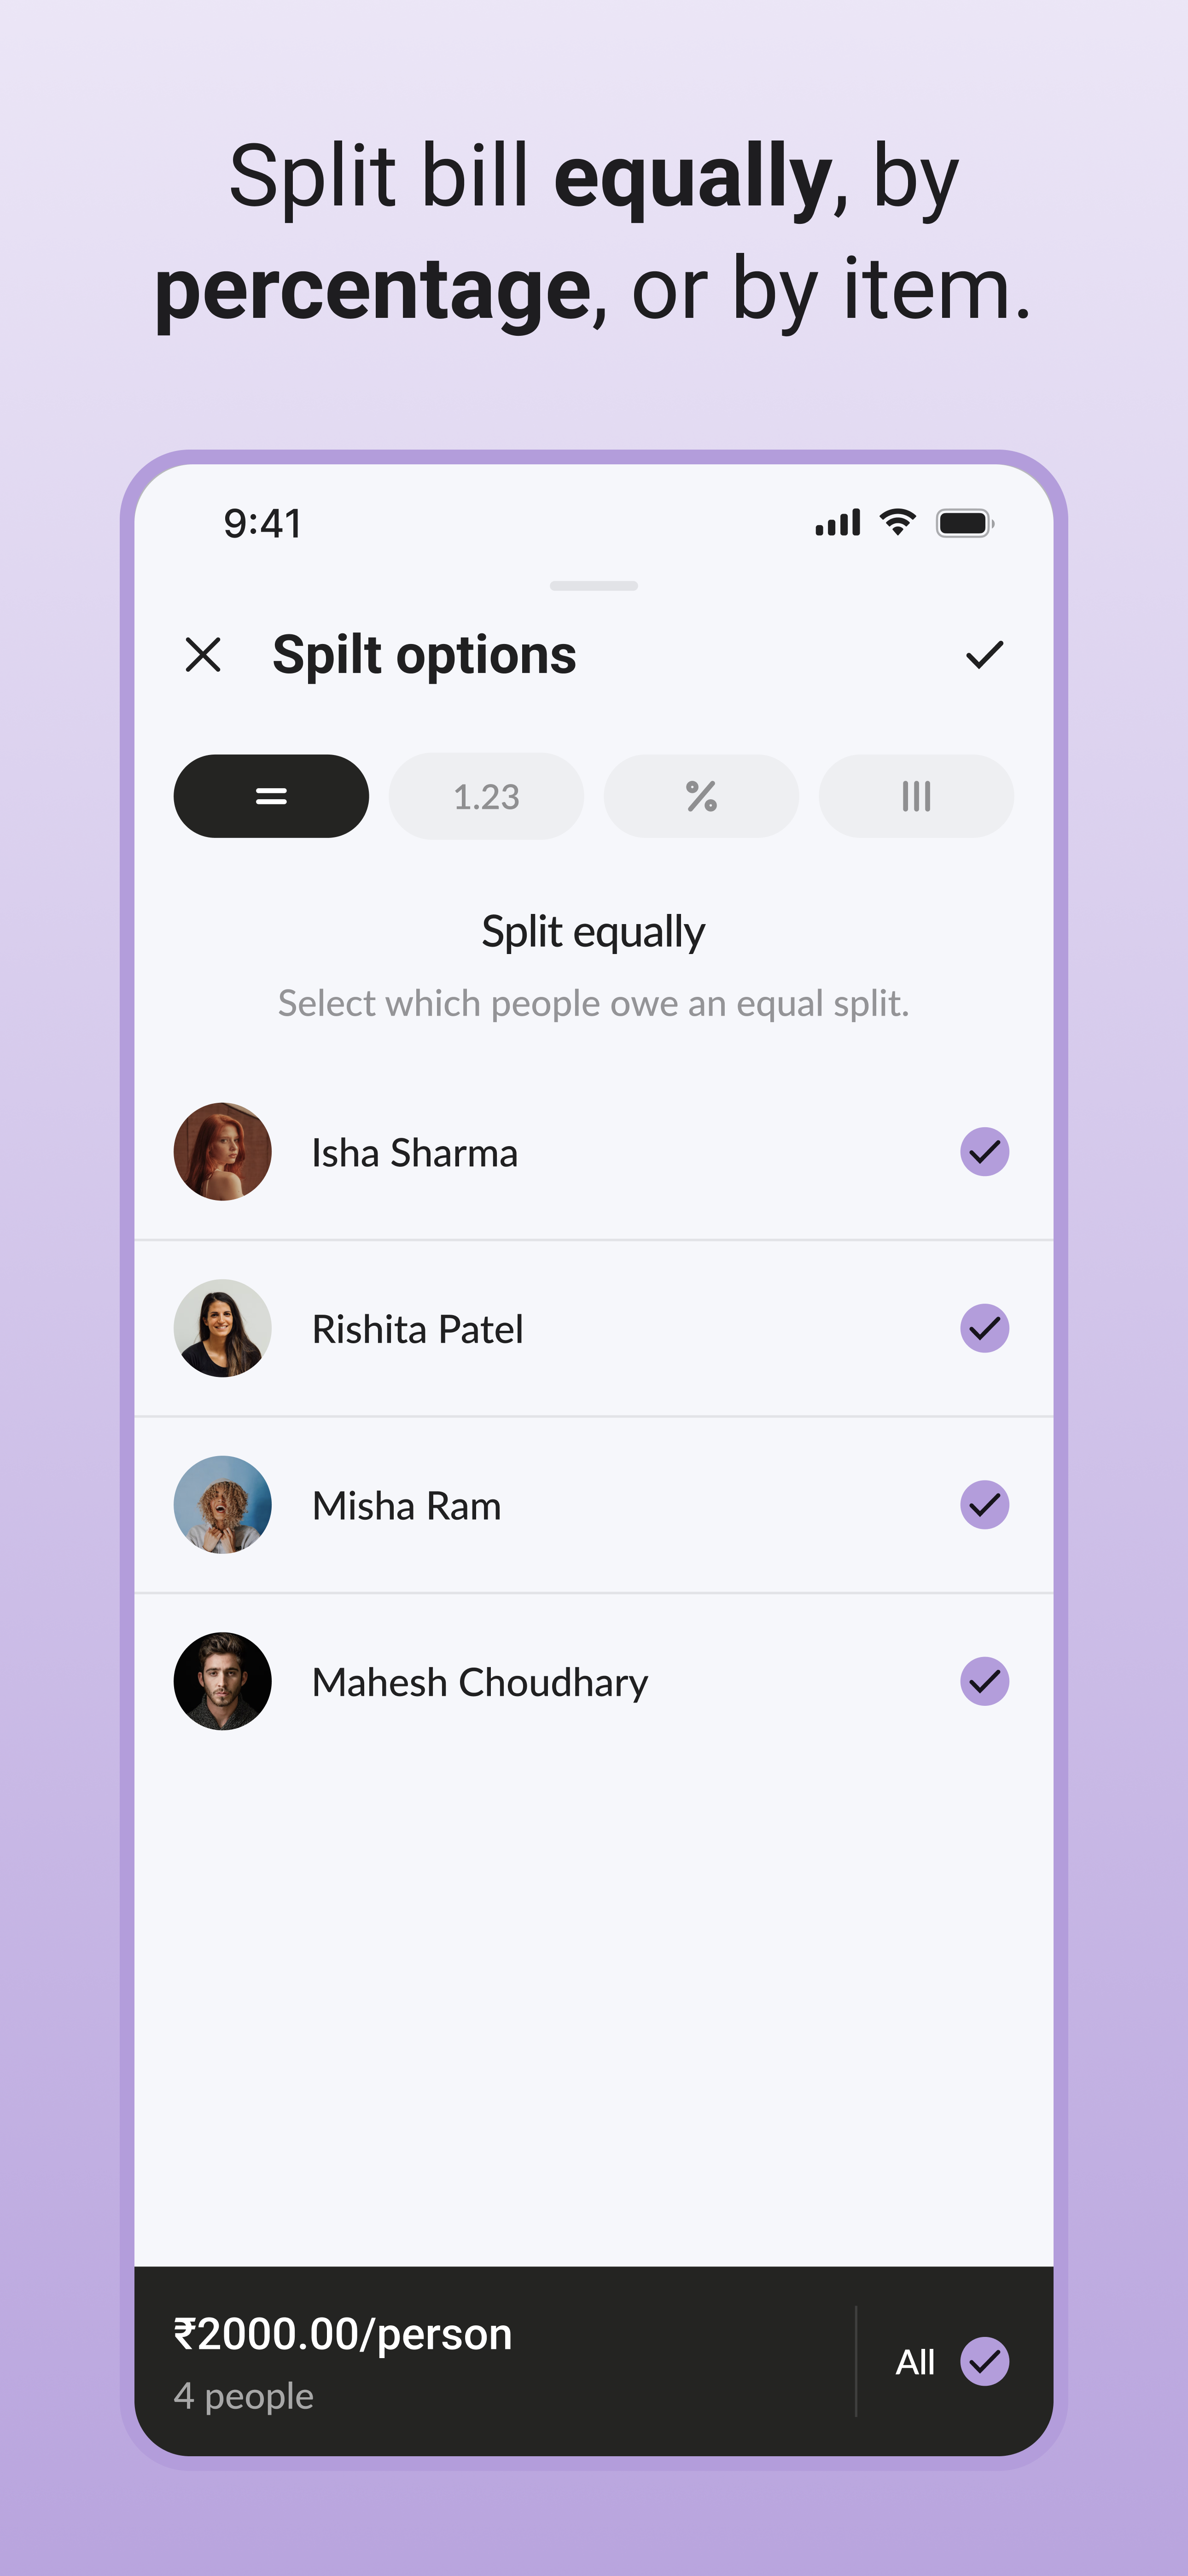 Split bill equally, by
percentage, or by item.
9:41
Spilt options
= 1.23 % |||
Split equally
Select which people owe an equal split.
Isha Sharma
Rishita Patel
Misha Ram
Mahesh Choudhary
₹2000.00/person
4 people
All